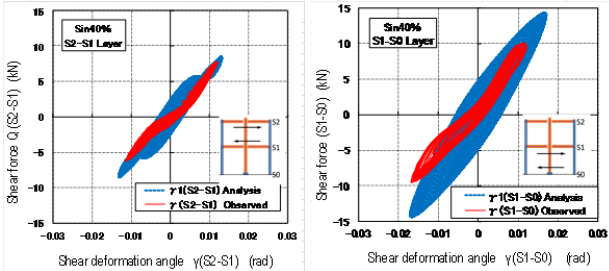 Sin40%
S2-S1 Layer
Shear force Q (S2-S1) (kN)
15
10
5
0
-5
-10
-15
-0.03 -0.02 -0.01 0 0.01 0.02 0.03
S2
S1
S0
γ1(S2-S1) Analysis
γ (S2-S1) Observed
Shear deformation angle γ(S2-S1) (rad)
Sin40%
S1-S0 Layer
Shear force (S1-S0) (kN)
15
10
5
0
-5
-10
-15
-0.03 -0.02 -0.01 0 0.01 0.02 0.03
S2
S1
S0
γ1(S1-S0) Analysis
γ (S1-S0) Observed
Shear deformation angle γ(S1-S0) (rad)